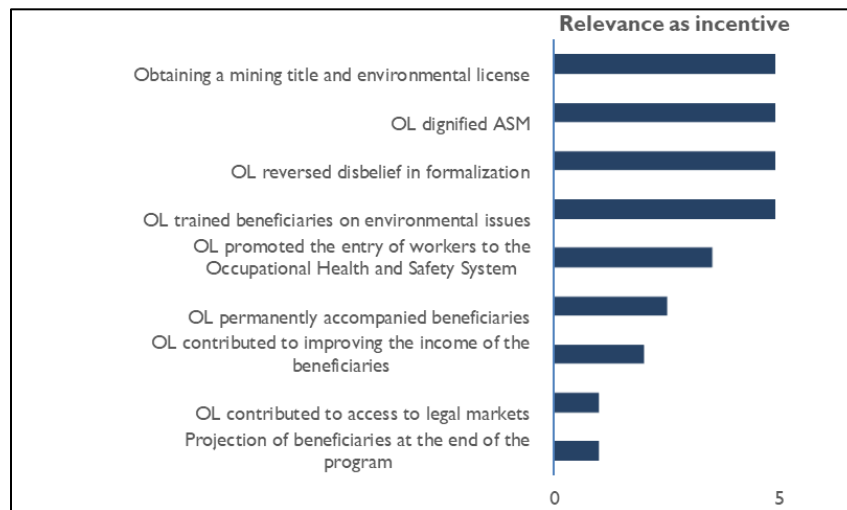 Relevance as incentive
Obtaining a mining title and environmental license
OL dignified ASM
OL reversed disbelief in formalization
OL trained beneficiaries on environmental issues
OL promoted the entry of workers to the
Occupational Health and Safety System
OL permanently accompanied beneficiaries
OL contributed to improving the income of the
beneficiaries
OL contributed to access to legal markets
Projection of beneficiaries at the end of the
program
0 5